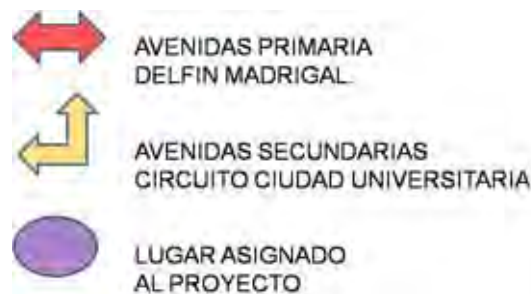 AVENIDAS PRIMARIA
DELFIN MADRIGAL.
AVENIDAS SECUNDARIAS
CIRCUITO CIUDAD UNIVERSITARIA
LUGAR ASIGNADO
AL PROYECTO